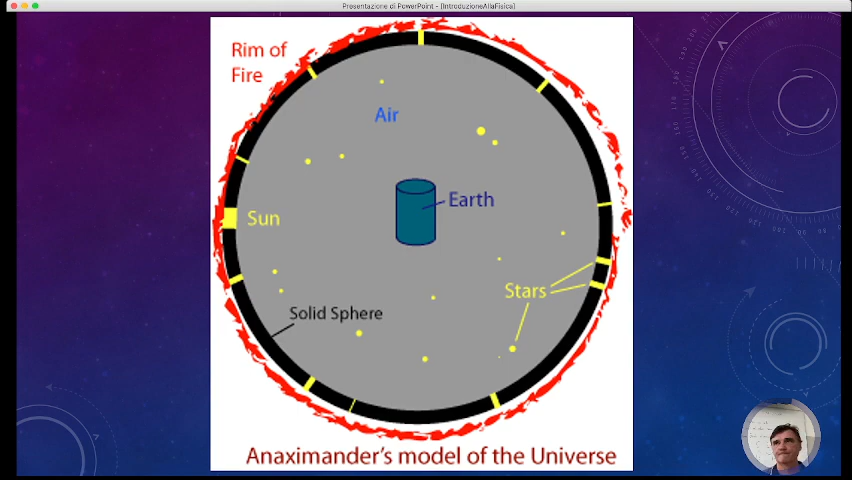 Presentazione di PowerPoint - [IntroduzioneAllaFisica]
Rim of
Fire
Air
Earth
Sun
Stars
Solid Sphere
Anaximander's model of the Universe